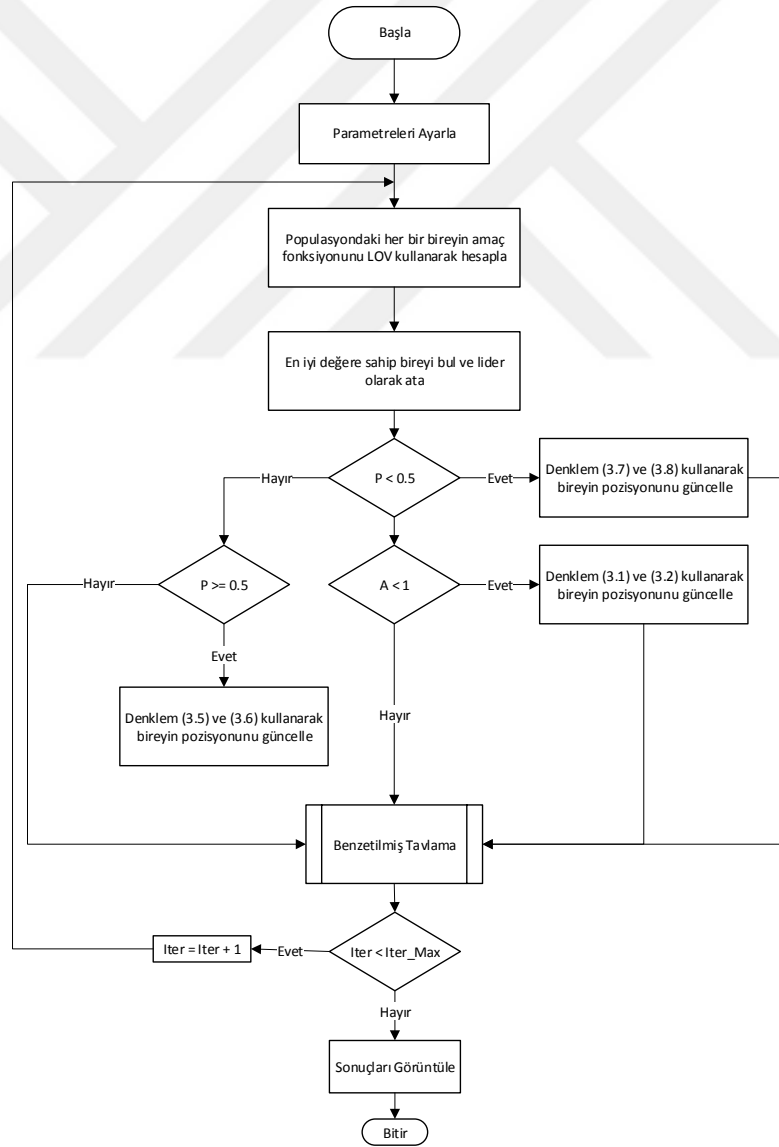 Başla
Parametreleri Ayarla
Populasyondaki her bir bireyin amaç
fonksiyonunu LOV kullanarak hesapla
En iyi değere sahip bireyi bul ve lider
olarak ata
Hayır
P < 0.5
Evet
Denklem (3.7) ve (3.8) kullanarak
bireyin pozisyonunu güncelle
Hayır
P >= 0.5
A < 1
Evet
Denklem (3.1) ve (3.2) kullanarak
bireyin pozisyonunu güncelle
Evet
Denklem (3.5) ve (3.6) kullanarak
bireyin pozisyonunu güncelle
Hayır
Benzetilmiş Tavlama
Iter = Iter + 1
Evet
Iter < Iter_Max
Hayır
Sonuçları Görüntüle
Bitir